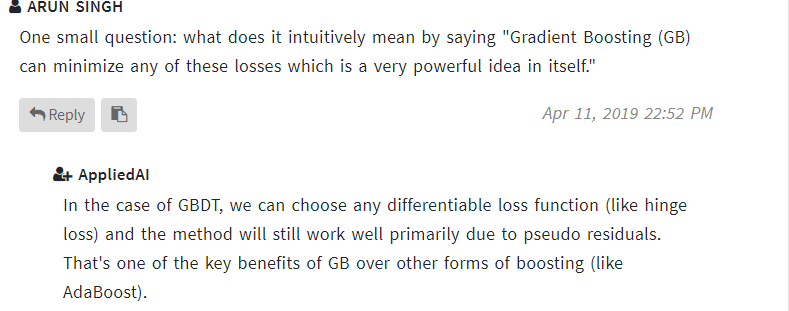 ARUN SINGH
One small question: what does it intuitively mean by saying "Gradient Boosting (GB)
can minimize any of these losses which is a very powerful idea in itself."
Reply
Apr 11, 2019 22:52 PM
AppliedAI
In the case of GBDT, we can choose any differentiable loss function (like hinge
loss) and the method will still work well primarily due to pseudo residuals.
That's one of the key benefits of GB over other forms of boosting (like
AdaBoost).